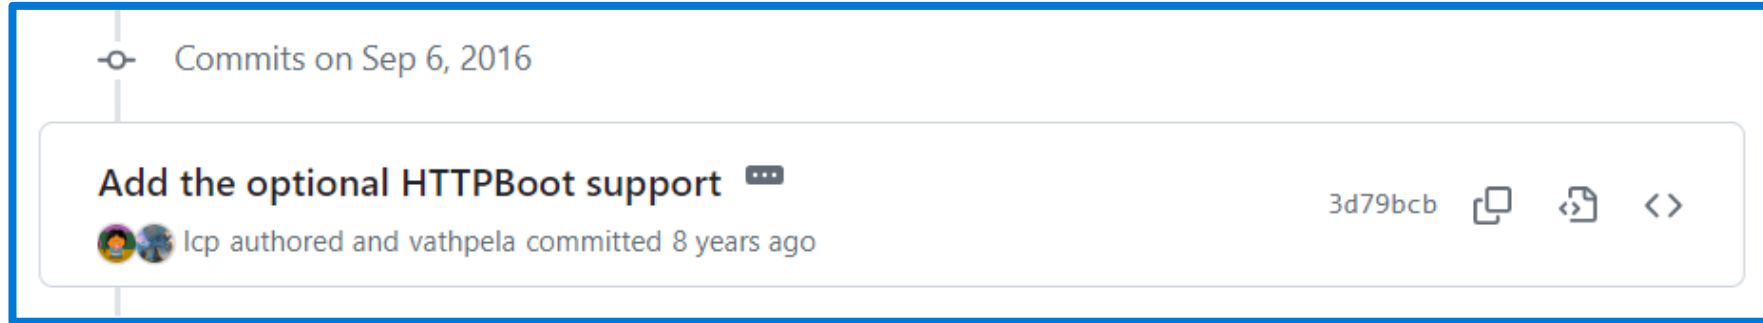 Commits on Sep 6, 2016
Add the optional HTTPBoot support
lcp authored and vathpela committed 8 years ago
3d79bcb